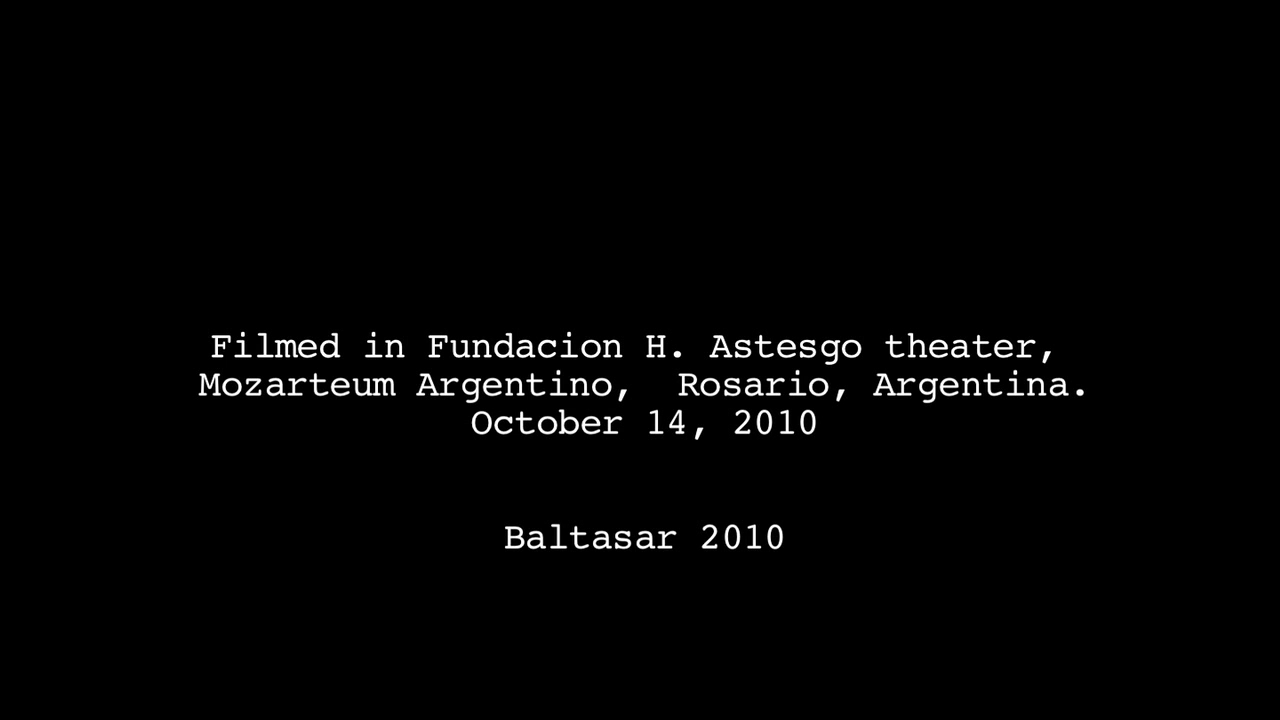 Filmed in Fundacion H. Astesgo theater,
Mozarteum Argentino,  Rosario, Argentina.
October 14, 2010
Baltasar 2010